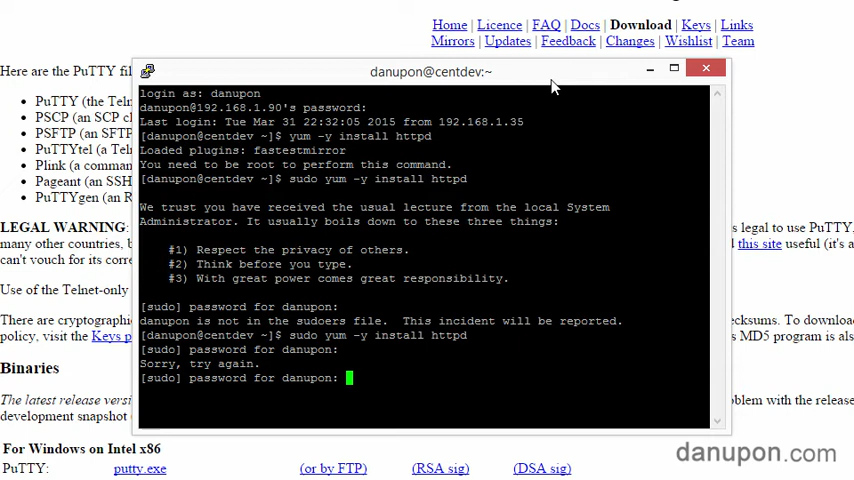 Home | Licence | FAQ | Docs | Download | Keys | Links
Mirrors | Updates | Feedback | Changes | Wishlist | Team
Here are the PuTTY fil
PuTTY (the Teln
PSCP (an SCP cl
PSFTP (an SFTP
PuTTYtel (a Teln
Plink (a comman
Pageant (an SSH
PuTTYgen (an R
LEGAL WARNING:
s legal to use PuTTY,
many other countries, b
this site useful (it's a
can't vouch for its corre
Use of the Telnet-only
There are cryptographi
ecksums. To download
policy, visit the Keys p
s MD5 program is als
Binaries
The latest release vers
oblem with the release
development snapshot
For Windows on Intel x86
PuTTY: putty.exe (or by FTP) (RSA sig) (DSA sig)
danupon@centdev:~
login as: danupon
danupon@192.168.1.90's password:
Last login: Tue Mar 31 22:32:05 2015 from 192.168.1.35
[danupon@centdev ~]$ yum -y install httpd
Loaded plugins: fastestmirror
You need to be root to perform this command.
[danupon@centdev ~]$ sudo yum -y install httpd
We trust you have received the usual lecture from the local System
Administrator. It usually boils down to these three things:
#1) Respect the privacy of others.
#2) Think before you type.
#3) With great power comes great responsibility.
[sudo] password for danupon:
danupon is not in the sudoers file.  This incident will be reported.
[danupon@centdev ~]$ sudo yum -y install httpd
[sudo] password for danupon:
Sorry, try again.
[sudo] password for danupon:
danupon.com